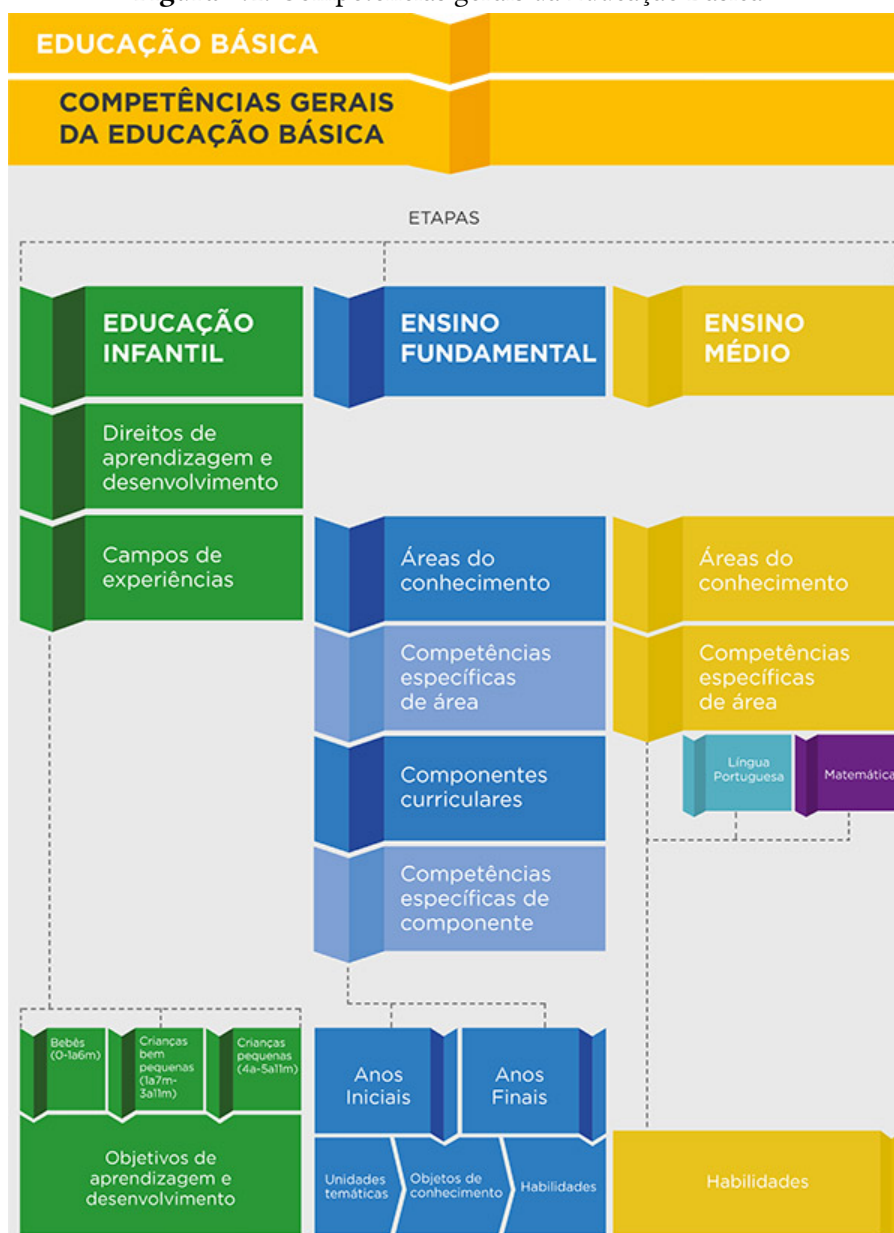 EDUCAÇÃO BÁSICA
COMPETÊNCIAS GERAIS
DA EDUCAÇÃO BÁSICA
ETAPAS
EDUCAÇÃO
INFANTIL
Direitos de
aprendizagem e
desenvolvimento
Campos de
experiências
Bebês
(0-1a6m)
Crianças
bem
pequenas
(1a7m-
3a11m)
Crianças
pequenas
(4a-5a11m)
Objetivos de
aprendizagem e
desenvolvimento
ENSINO
FUNDAMENTAL
Áreas do
conhecimento
Competências
específicas
de área
Componentes
curriculares
Competências
específicas de
componente
Anos
Iniciais
Anos
Finais
Unidades
temáticas
Objetos de
conhecimento
Habilidades
ENSINO
MÉDIO
Áreas do
conhecimento
Competências
específicas
de área
Língua
Portuguesa
Matemática
Habilidades